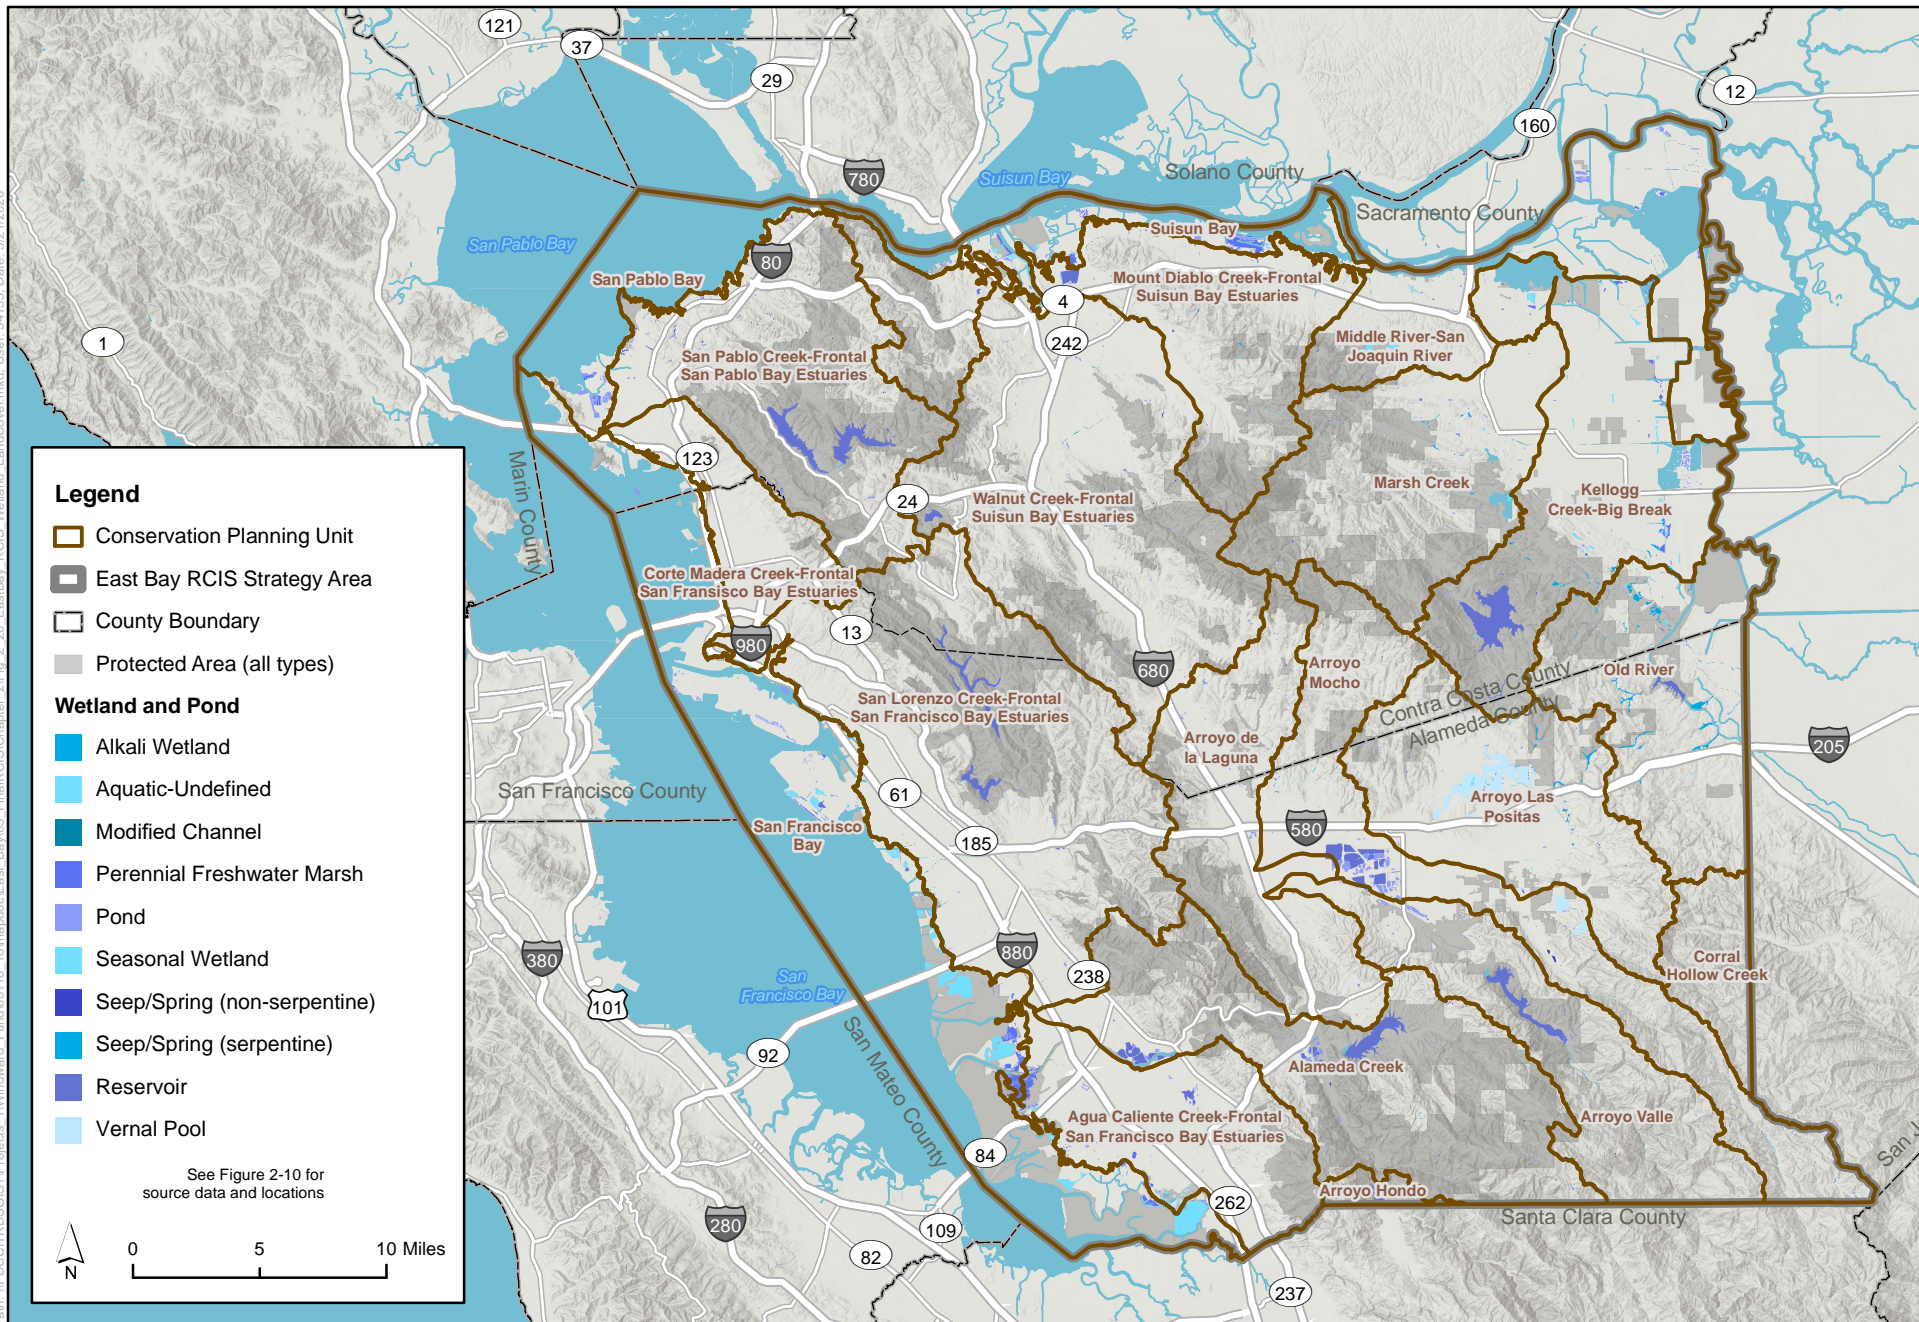 121
37
29
12
160
780
Solano County
Suisun Bay
Sacramento County
San Pablo Bay
Suisun Bay
80
San Pablo Bay
Mount Diablo Creek-Frontal
Suisun Bay Estuaries
4
1
242
Middle River-San
Joaquin River
San Pablo Creek-Frontal
San Pablo Bay Estuaries
123
Marin County
24
Walnut Creek-Frontal
Suisun Bay Estuaries
Marsh Creek
Kellogg
Creek-Big Break
Corte Madera Creek-Frontal
San Fransisco Bay Estuaries
980
13
680
Arroyo
Mocho
Old River
Contra Costa County
Alameda County
San Lorenzo Creek-Frontal
San Francisco Bay Estuaries
Arroyo de
la Laguna
205
San Francisco County
61
Arroyo Las
Positas
San Francisco
Bay
185
580
380
880
238
Corral
Hollow Creek
San
Francisco Bay
101
92
San Mateo County
Alameda Creek
Agua Caliente Creek-Frontal
San Francisco Bay Estuaries
Arroyo Valle
84
San J
Arroyo Hondo
262
Santa Clara County
280
109
82
237
Legend
Conservation Planning Unit
East Bay RCIS Strategy Area
County Boundary
Protected Area (all types)
Wetland and Pond
Alkali Wetland
Aquatic-Undefined
Modified Channel
Perennial Freshwater Marsh
Pond
Seasonal Wetland
Seep/Spring (non-serpentine)
Seep/Spring (serpentine)
Reservoir
Vernal Pool
See Figure 2-10 for
source data and locations
N
0 5 10 Miles